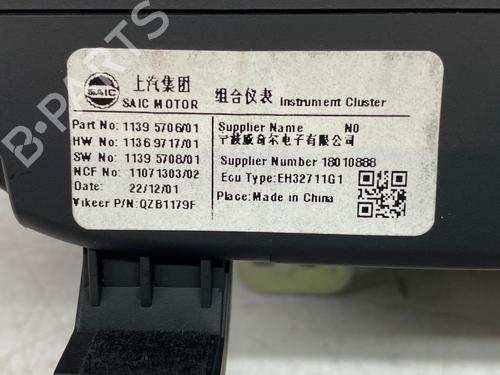 SAIC
上汽集团
SAIC MOTOR
组合仪表 Instrument Cluster
Part No: 1139 5706/01
HW No: 1136 9717/01
SW No: 1139 5708/01
NCF No: 11071303/02
Date: 22/12/01
Vikeer P/N: QZB1179F
Supplier Name N0
宁波威奇尔电子有限公司
Supplier Number 18010888
Ecu Type: EH32711G1
Place: Made in China
B-PARTS